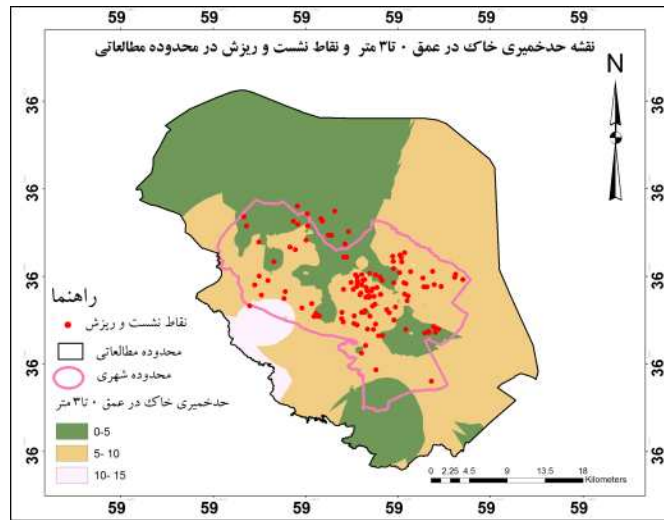 59 59 59 59 59
نقشه حدخمیری خاک در عمق ۰ تا ۳ متر و نقاط نشست و ریزش در محدوده مطالعاتی
N
36 36
36 36
36 36
36 36
36 36
راهنما
نقاط نشست و ریزش
محدوده مطالعاتی
محدوده شهری
حدخمیری خاک در عمق ۰ تا ۳ متر
0-5
5- 10
10- 15
0 2.25 4.5 9 13.5 18
Kilometers
59 59 59 59 59